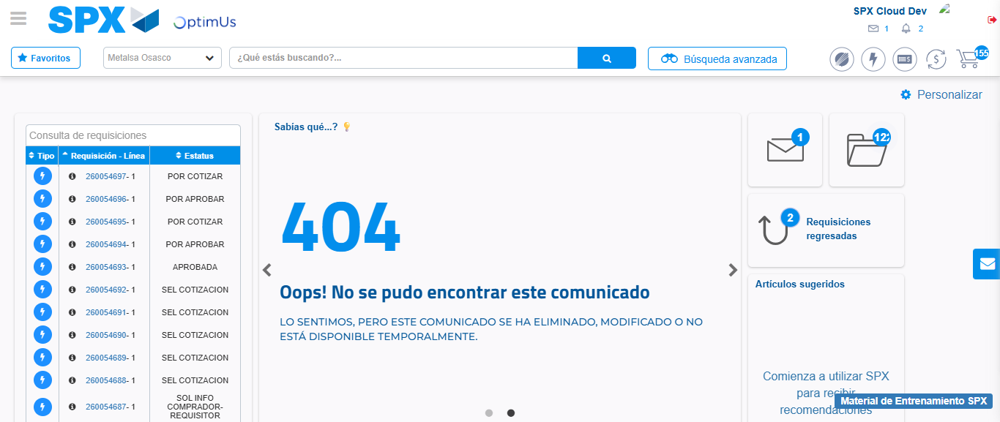 SPX OptimUs
SPX Cloud Dev
1 2
Favoritos
Metalsa Osasco
¿Qué estás buscando?...
Búsqueda avanzada
155
Personalizar
Consulta de requisiciones
Tipo Requisición - Línea Estatus
260054697- 1 POR COTIZAR
260054696- 1 POR APROBAR
260054695- 1 POR COTIZAR
260054694- 1 POR APROBAR
260054693- 1 APROBADA
260054692- 1 SEL COTIZACION
260054691- 1 SEL COTIZACION
260054690- 1 SEL COTIZACION
260054689- 1 SEL COTIZACION
260054688- 1 SEL COTIZACION
260054687- 1 SOL INFO
COMPRADOR-
REQUISITOR
Sabías qué...?
404
Oops! No se pudo encontrar este comunicado
LO SENTIMOS, PERO ESTE COMUNICADO SE HA ELIMINADO, MODIFICADO O NO
ESTÁ DISPONIBLE TEMPORALMENTE.
1
2
Requisiciones
regresadas
Artículos sugeridos
Comienza a utilizar SPX
para recibir
recomendaciones
Material de Entrenamiento SPX